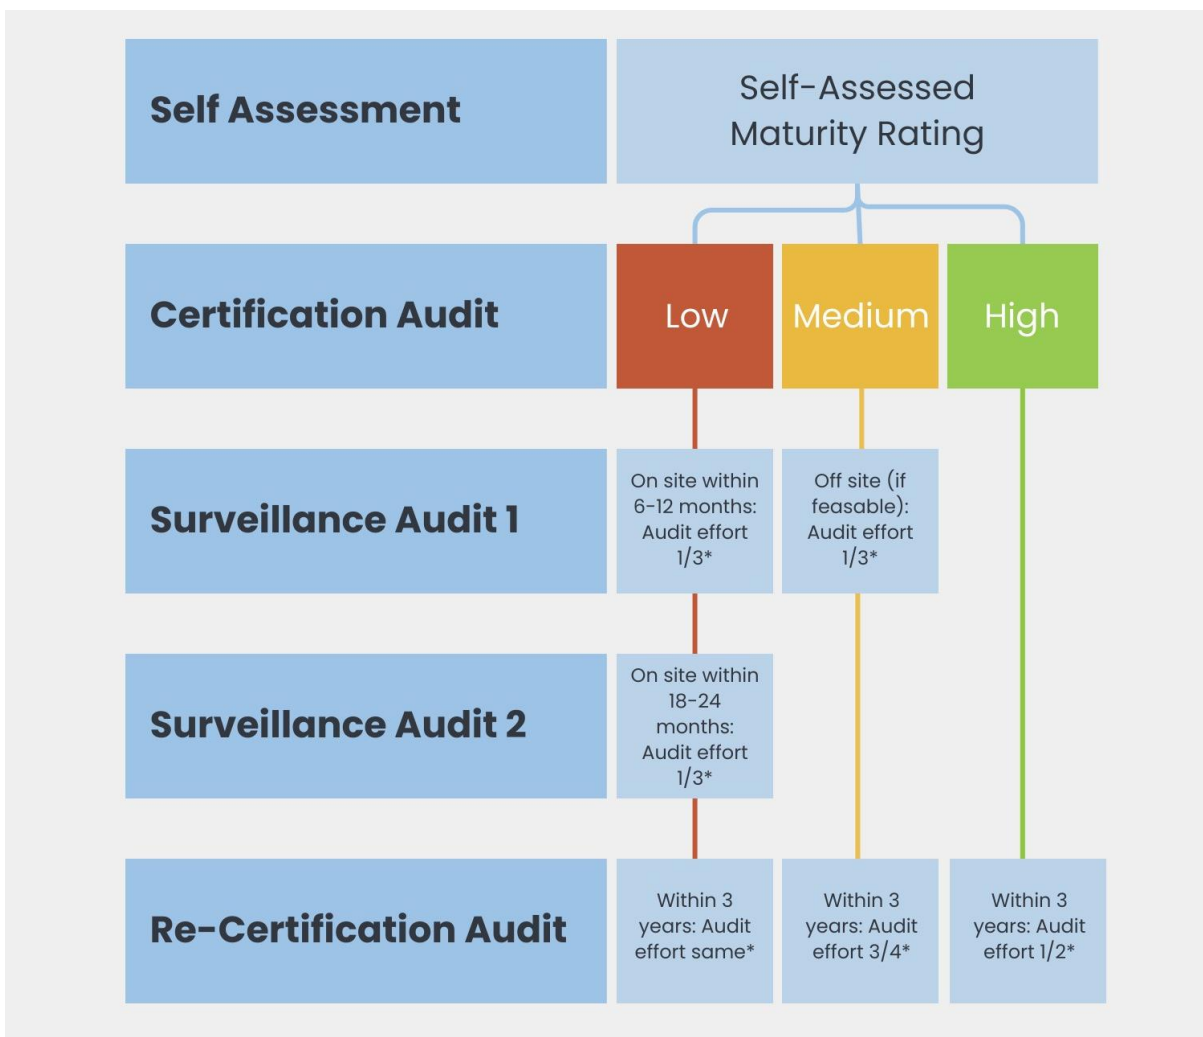 Self Assessment
Self-Assessed
Maturity Rating
Certification Audit
Low
Medium
High
Surveillance Audit 1
On site within
6-12 months:
Audit effort
1/3*
Off site (if
feasable):
Audit effort
1/3*
Surveillance Audit 2
On site within
18-24
months:
Audit effort
1/3*
Re-Certification Audit
Within 3
years: Audit
effort same*
Within 3
years: Audit
effort 3/4*
Within 3
years: Audit
effort 1/2*